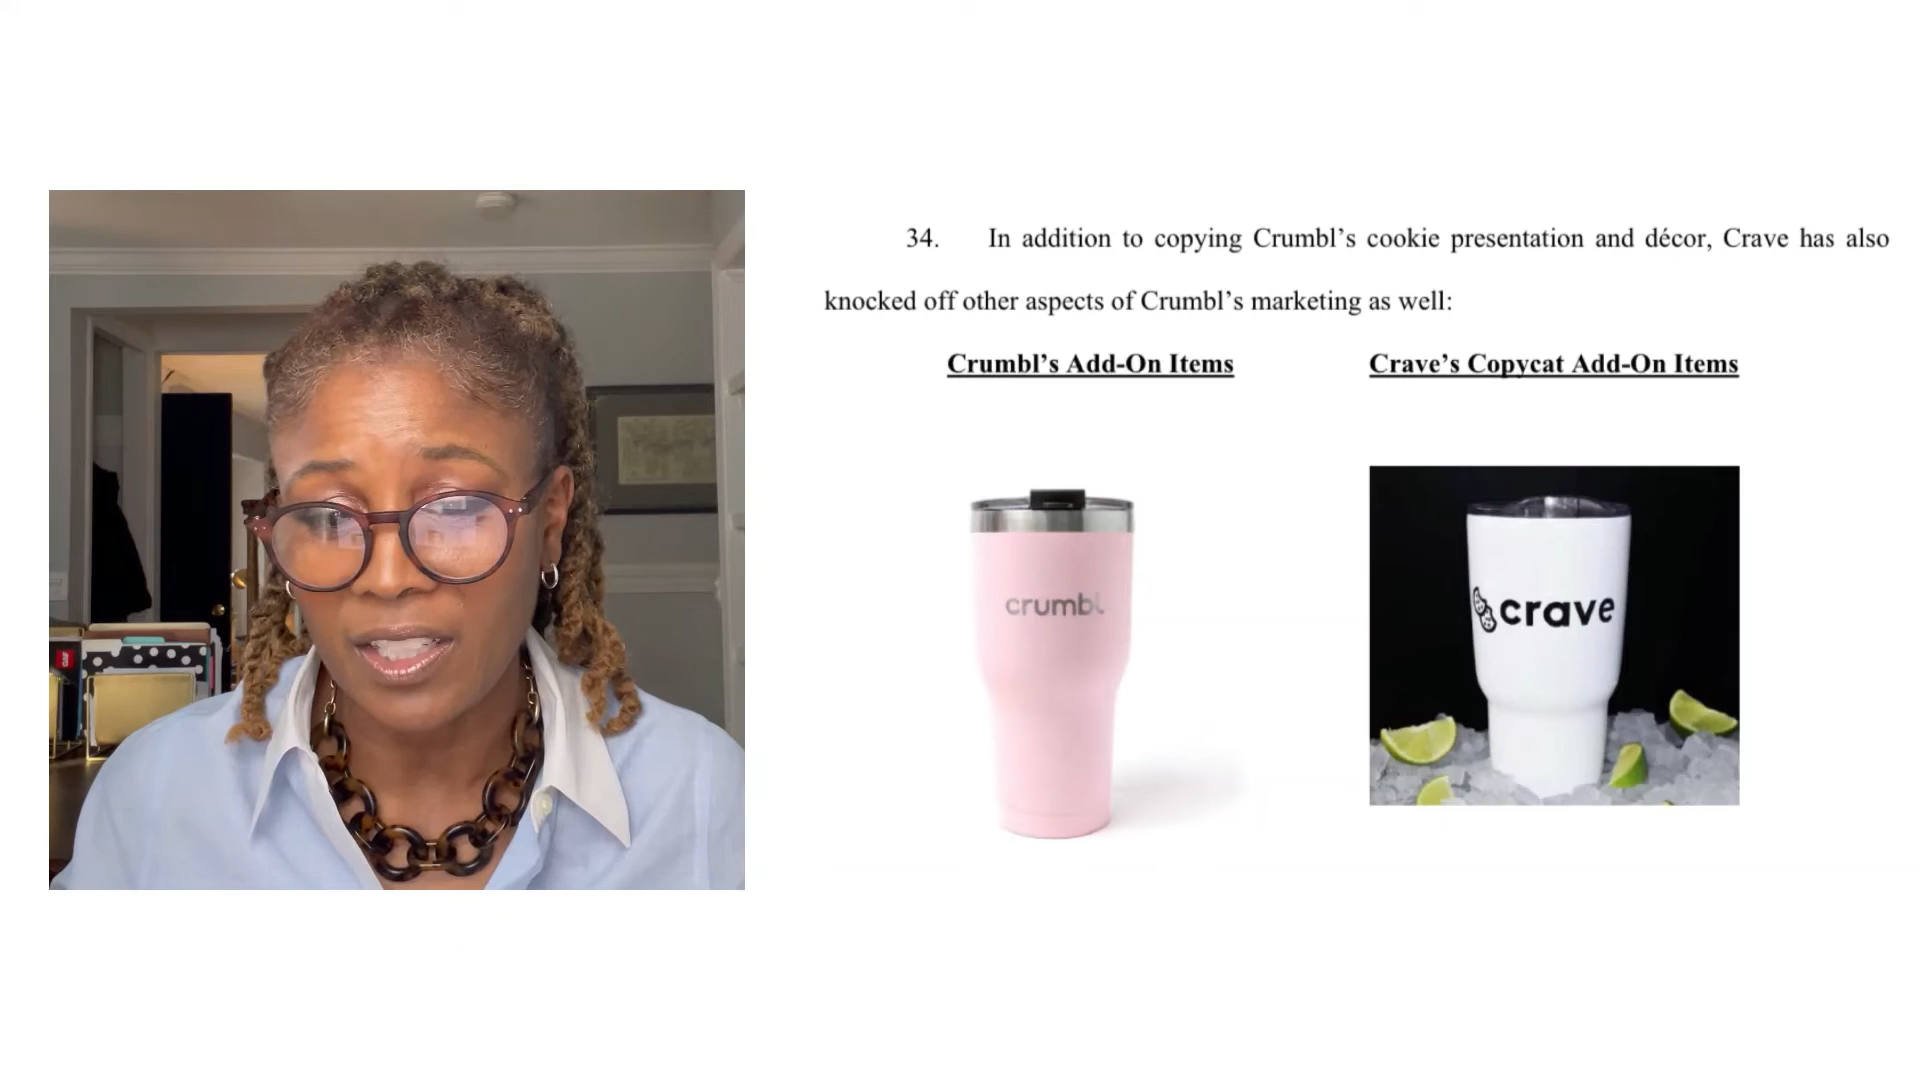 34. In addition to copying Crumbl's cookie presentation and décor, Crave has also
knocked off other aspects of Crumbl's marketing as well:
Crumbl's Add-On Items
Crave's Copycat Add-On Items
crumbl
crave
GAF